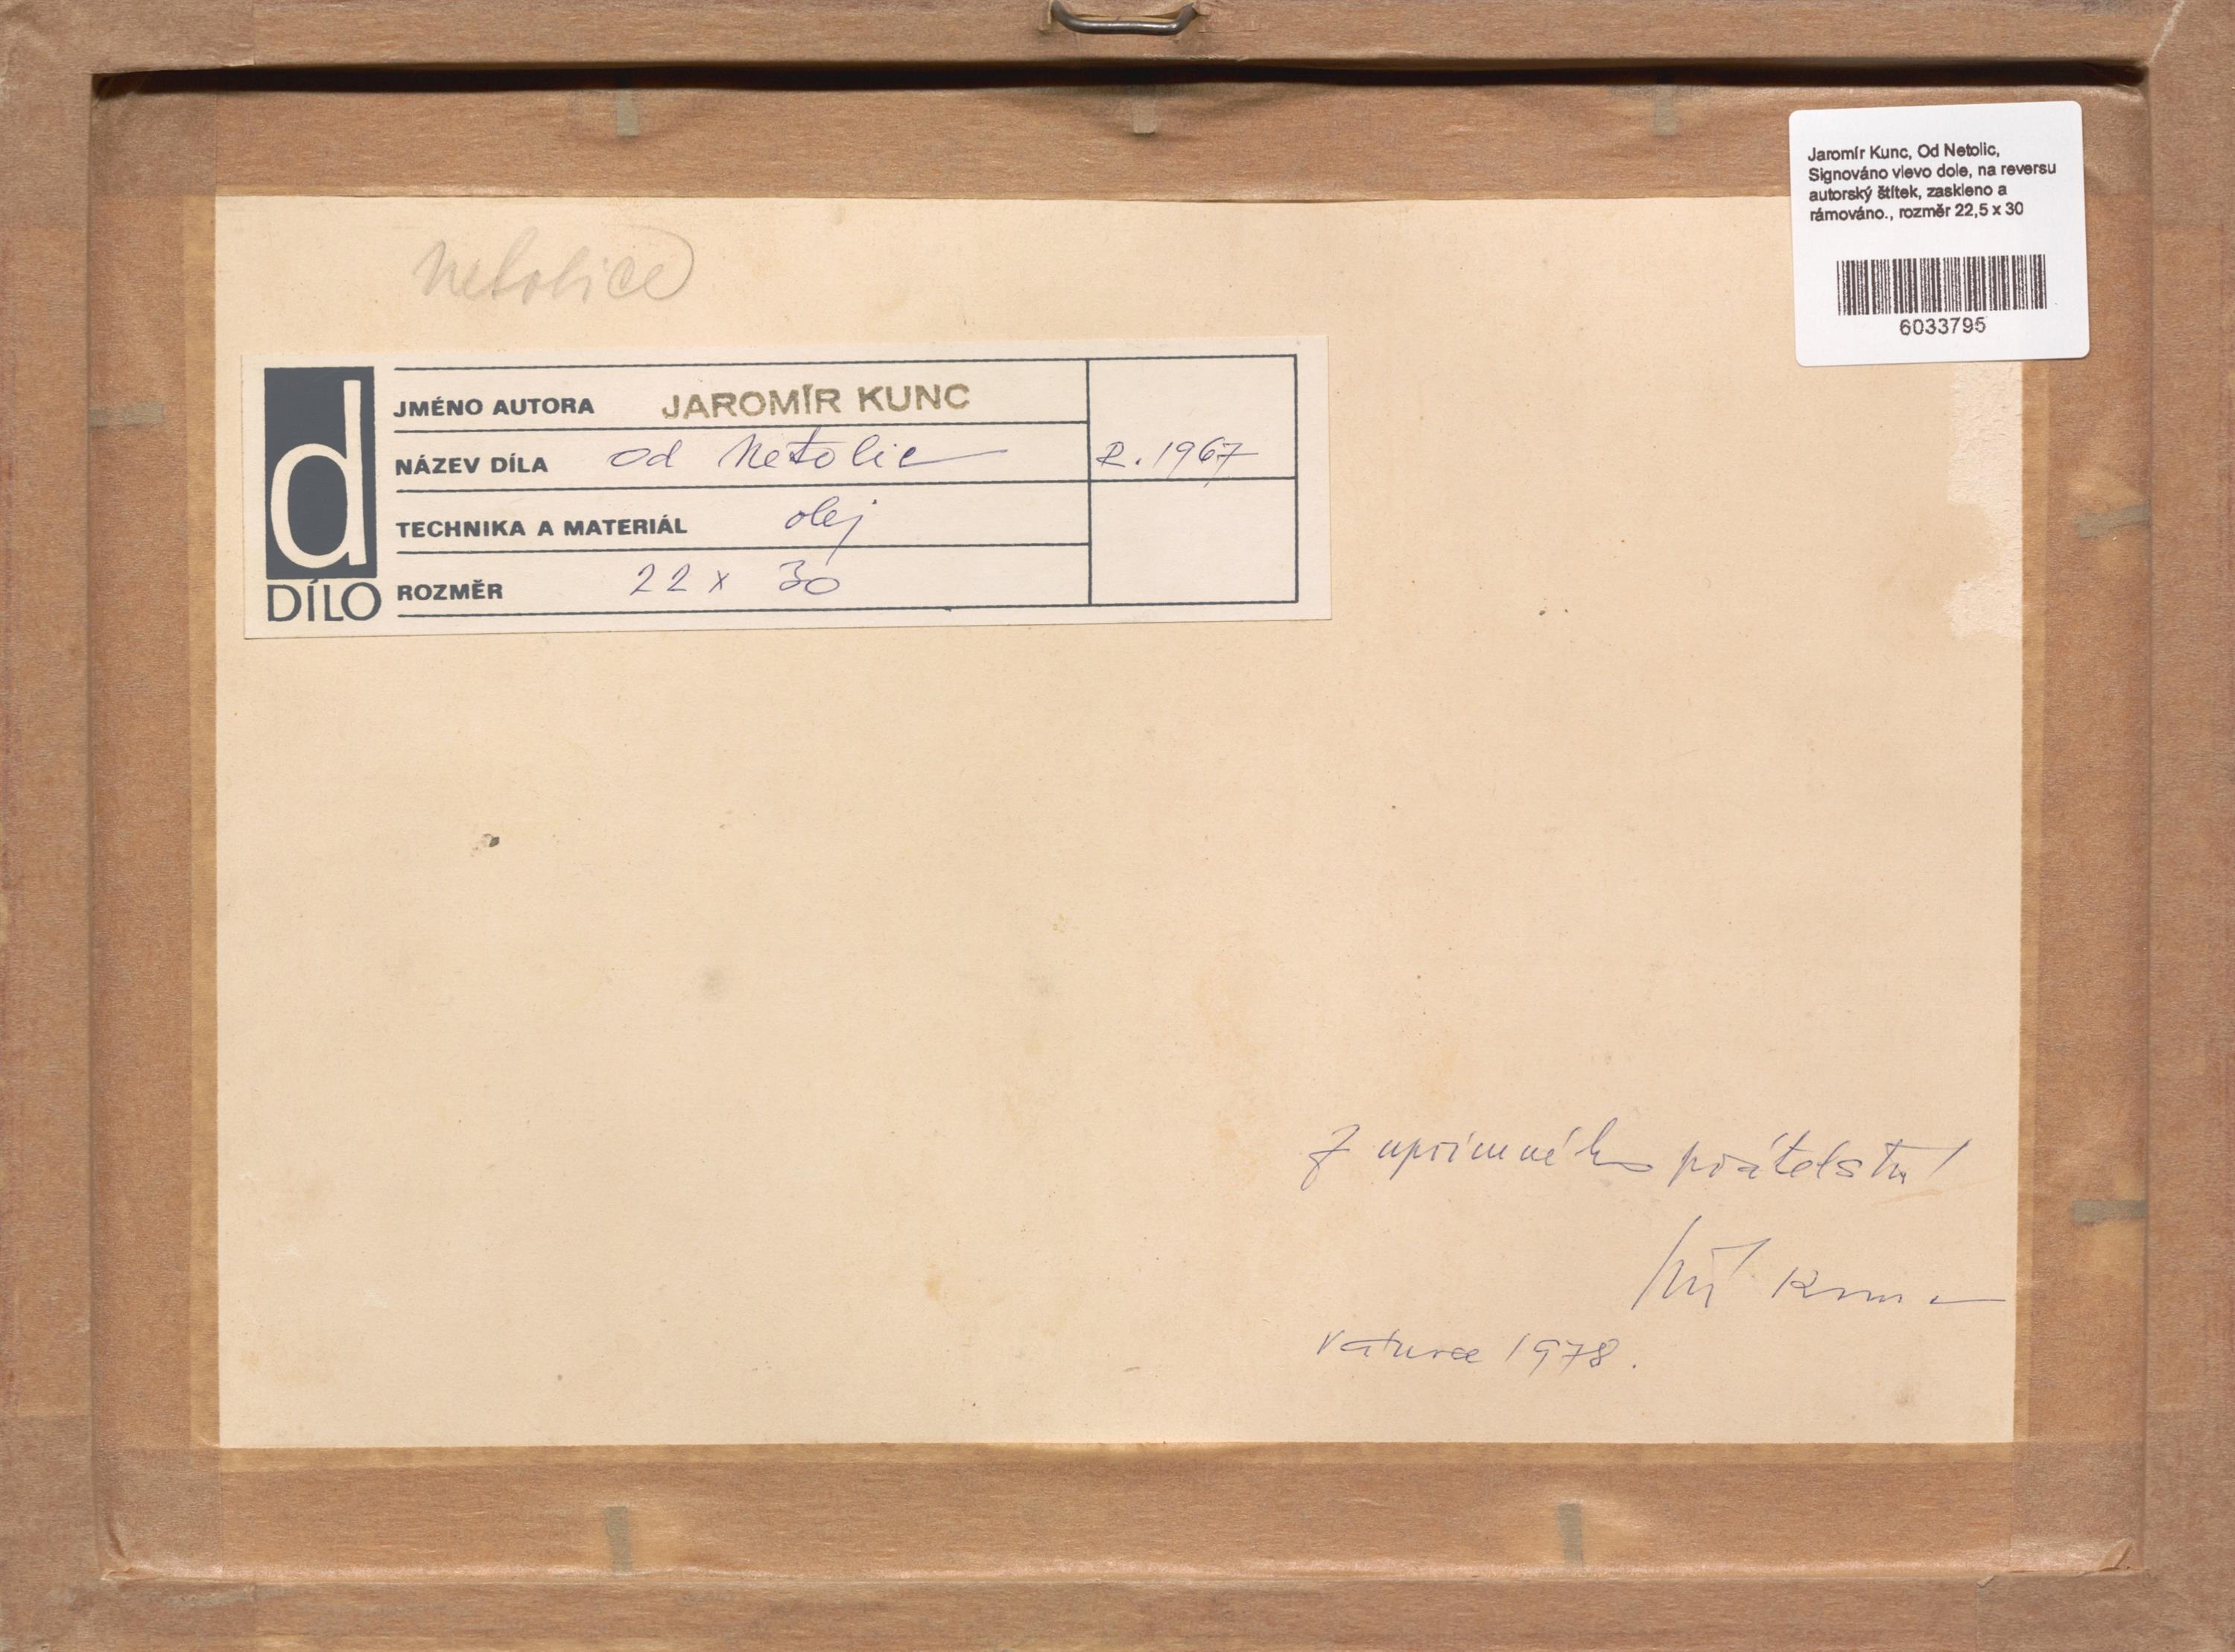 Jaromír Kunc, Od Netolic,
Signováno vlevo dole, na reversu
autorský štítek, zaskleno a
rámováno., rozměr 22,5 x 30
6033795
Netolice
d
DÍLO
JMÉNO AUTORA JAROMÍR KUNC
NÁZEV DÍLA od Netolic R. 1967
TECHNIKA A MATERIÁL olej
ROZMĚR 22 x 30
Z upřímného přátelství
Kunc
1978.